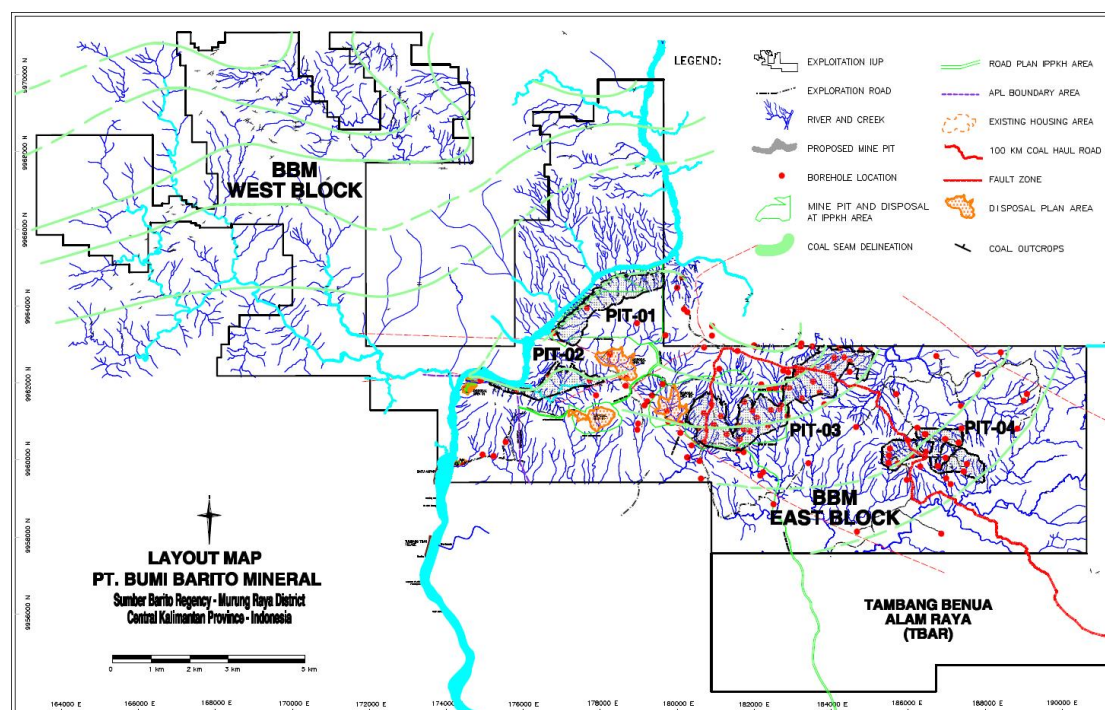 LEGEND:
EXPLOITATION IUP
EXPLORATION ROAD
RIVER AND CREEK
PROPOSED MINE PIT
BOREHOLE LOCATION
MINE PIT AND DISPOSAL
AT IPPKH AREA
COAL SEAM DELINEATION
ROAD PLAN IPPKH AREA
APL BOUNDARY AREA
EXISTING HOUSING AREA
100 KM COAL HAUL ROAD
FAULT ZONE
DISPOSAL PLAN AREA
COAL OUTCROPS
9970000 N
9968000 N
9966000 N
9964000 N
9962000 N
9960000 N
9958000 N
9956000 N
BBM
WEST BLOCK
PIT-01
PIT-02
PIT-03
PIT-04
BBM
EAST BLOCK
LAYOUT MAP
PT. BUMI BARITO MINERAL
Sumber Barito Regency - Murung Raya District
Central Kalimantan Province - Indonesia
0 1 km 2 km 3 km 5 km
TAMBANG BENUA
ALAM RAYA
(TBAR)
164000 E 166000 E 168000 E 170000 E 172000 E 174000 E 176000 E 178000 E 180000 E 182000 E 184000 E 186000 E 188000 E 190000 E